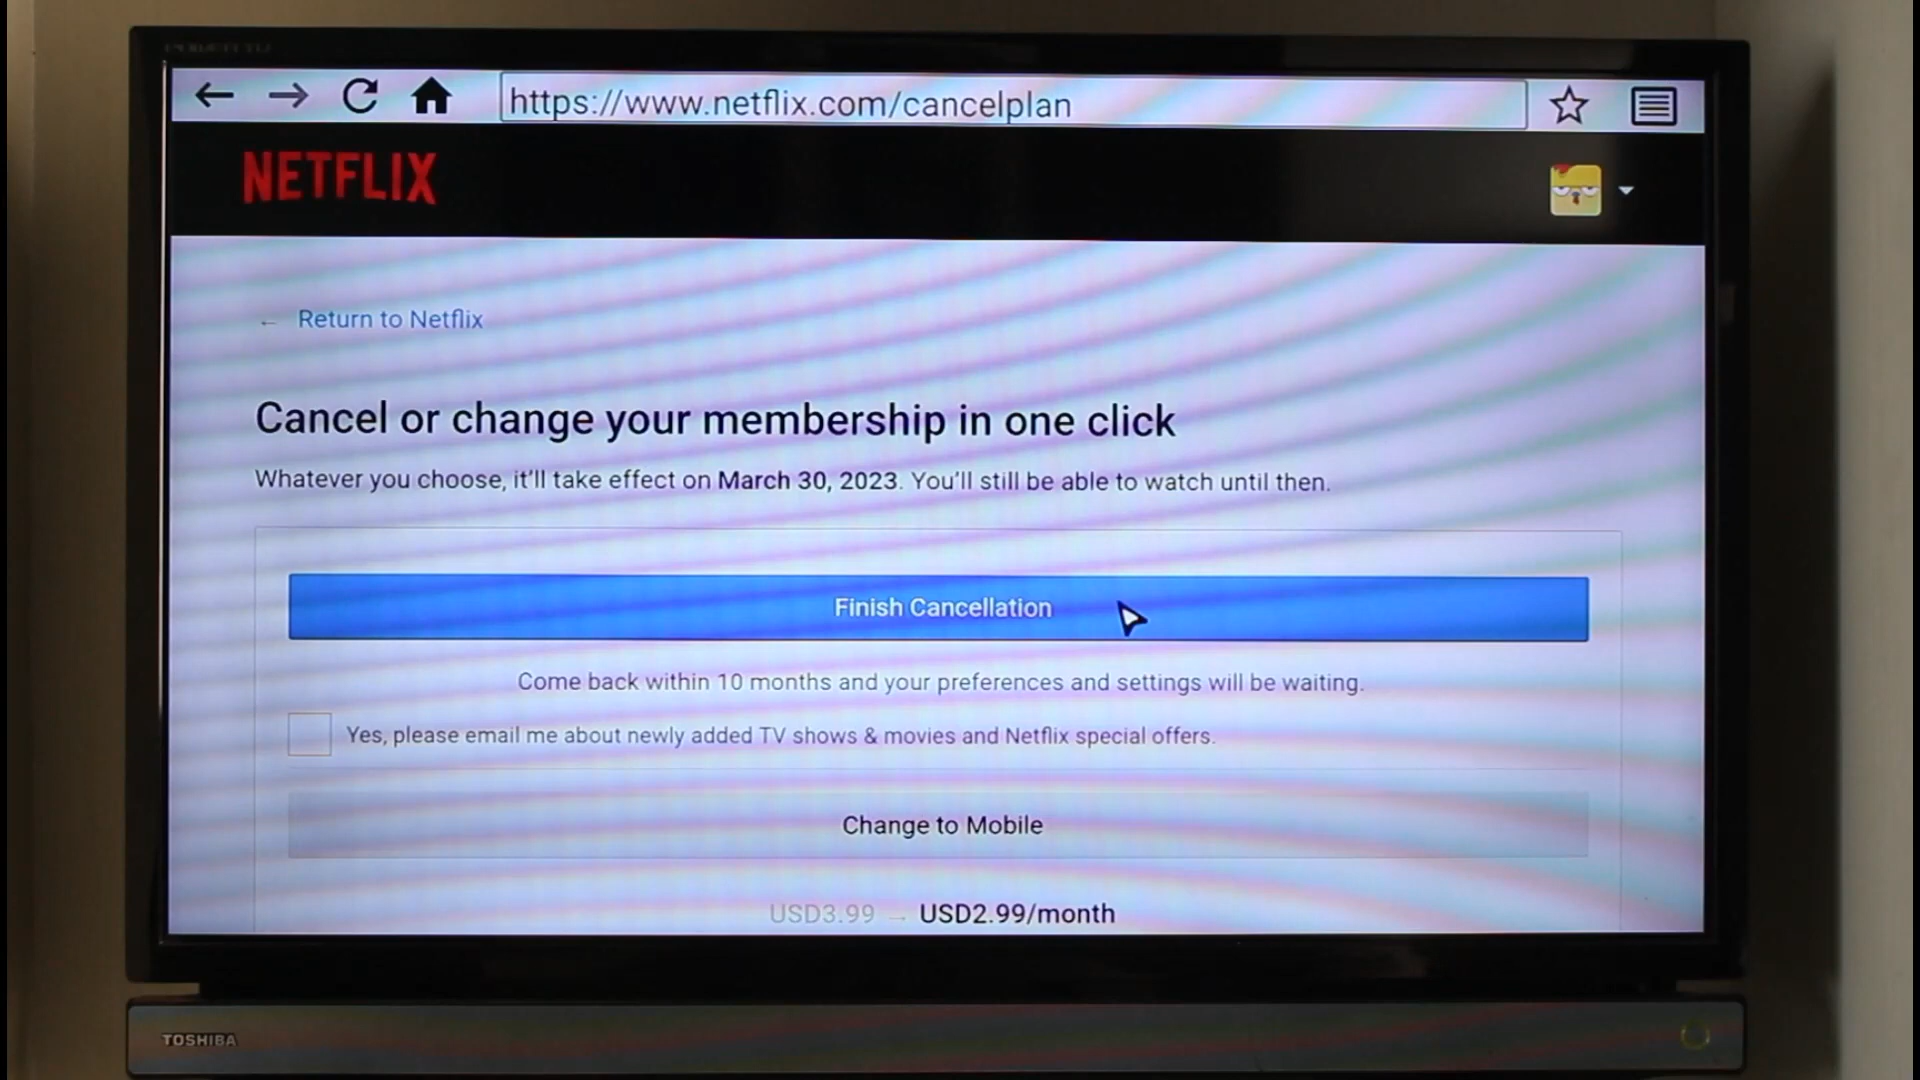 https://www.netflix.com/cancelplan
NETFLIX
← Return to Netflix
Cancel or change your membership in one click
Whatever you choose, it'll take effect on March 30, 2023. You'll still be able to watch until then.
Finish Cancellation
Come back within 10 months and your preferences and settings will be waiting.
Yes, please email me about newly added TV shows & movies and Netflix special offers.
Change to Mobile
USD3.99 → USD2.99/month
TOSHIBA